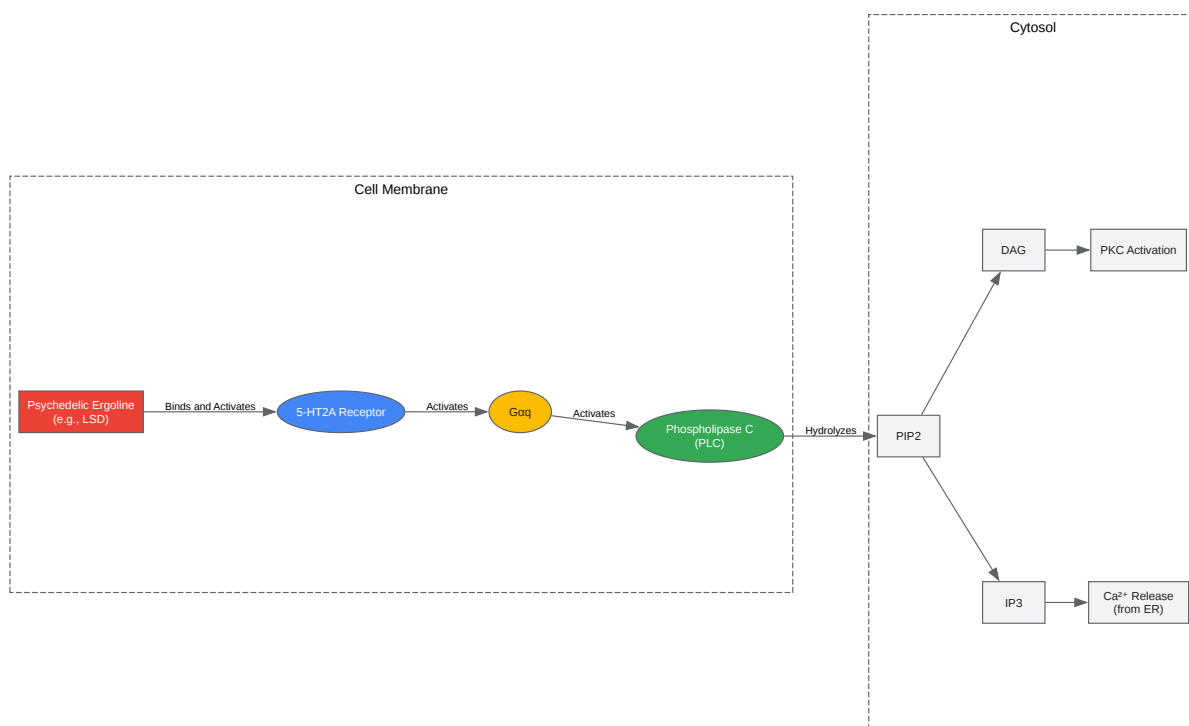 Cytosol
Cell Membrane
DAG
PKC Activation
Psychedelic Ergoline
(e.g., LSD)
Binds and Activates
5-HT2A Receptor
Activates
Gαq
Activates
Phospholipase C
(PLC)
Hydrolyzes
PIP2
IP3
Ca²⁺ Release
(from ER)